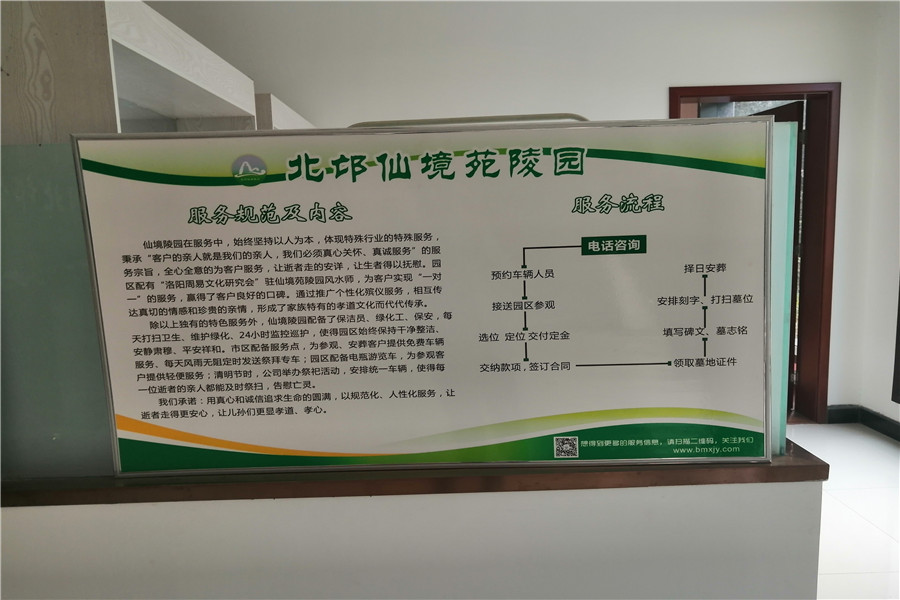 北邙仙境苑陵园
服务规范及内容
仙境陵园在服务中，始终坚持以人为本，体现特殊行业的特殊服务，
秉承“客户的亲人就是我们的亲人，我们必须真心关怀、真诚服务”的服
务宗旨，全心全意的为客户服务，让逝者走的安详，让生者得以抚慰。园
区配有“洛阳周易文化研究会”驻仙境苑陵园风水师，为客户实现“一对
一”的服务，赢得了客户良好的口碑。通过推广个性化殡仪服务，相互传
达真切的情感和珍贵的亲情，形成了家族特有的孝道文化而代代传承。
除以上独有的特色服务外，仙境陵园配备了保洁员、绿化工、保安，每
天打扫卫生、维护绿化、24小时监控巡护，使得园区始终保持干净整洁、
安静肃穆、平安祥和。市区配备服务点，为参观、安葬客户提供免费车辆
服务、每天风雨无阻定时发送祭拜专车；园区配备电瓶游览车，为参观客
户提供轻便服务；清明节时，公司举办祭祀活动，安排统一车辆，使得每
一位逝者的亲人都能及时祭扫，告慰亡灵。
我们承诺：用真心和诚信追求生命的圆满，以规范化、人性化服务，让
逝者走得更安心，让儿孙们更显孝道、孝心。
服务流程
电话咨询
预约车辆人员
接送园区参观
选位 定位 交付定金
交纳款项，签订合同
领取墓地证件
填写碑文、墓志铭
安排刻字、打扫墓位
择日安葬
想得到更多的服务信息，请扫描二维码，关注我们
www.bmxjy.com